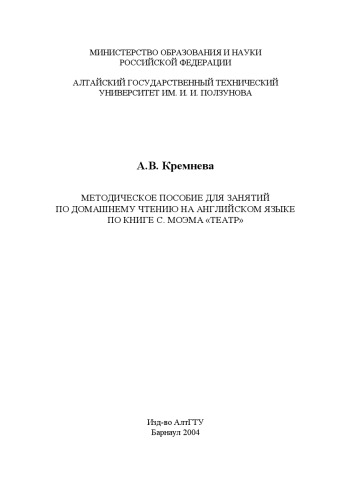 МИНИСТЕРСТВО ОБРАЗОВАНИЯ И НАУКИ
РОССИЙСКОЙ ФЕДЕРАЦИИ
АЛТАЙСКИЙ ГОСУДАРСТВЕННЫЙ ТЕХНИЧЕСКИЙ
УНИВЕРСИТЕТ ИМ. И. И. ПОЛЗУНОВА
А.В. Кремнева
МЕТОДИЧЕСКОЕ ПОСОБИЕ ДЛЯ ЗАНЯТИЙ
ПО ДОМАШНЕМУ ЧТЕНИЮ НА АНГЛИЙСКОМ ЯЗЫКЕ
ПО КНИГЕ С. МОЭМА «ТЕАТР»
Изд-во АлтГТУ
Барнаул 2004